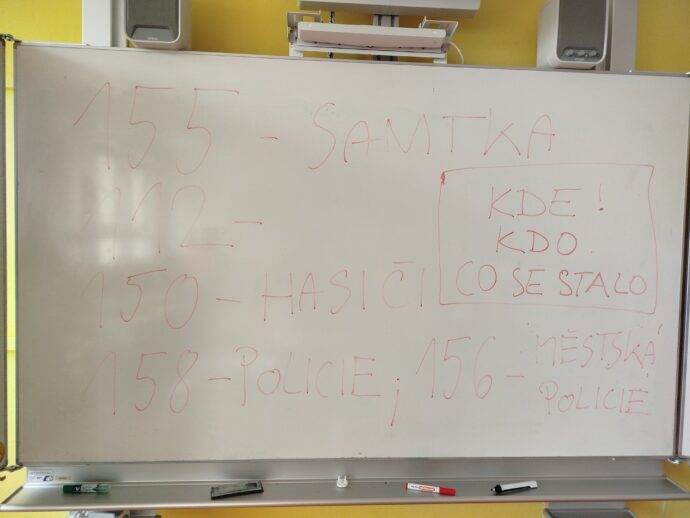 155 - SAMTKA
112 -
150 - HASIČI
158 - POLICIE; 156 - MĚSTSKÁ POLICIE
KDE!
KDO
CO SE STALO